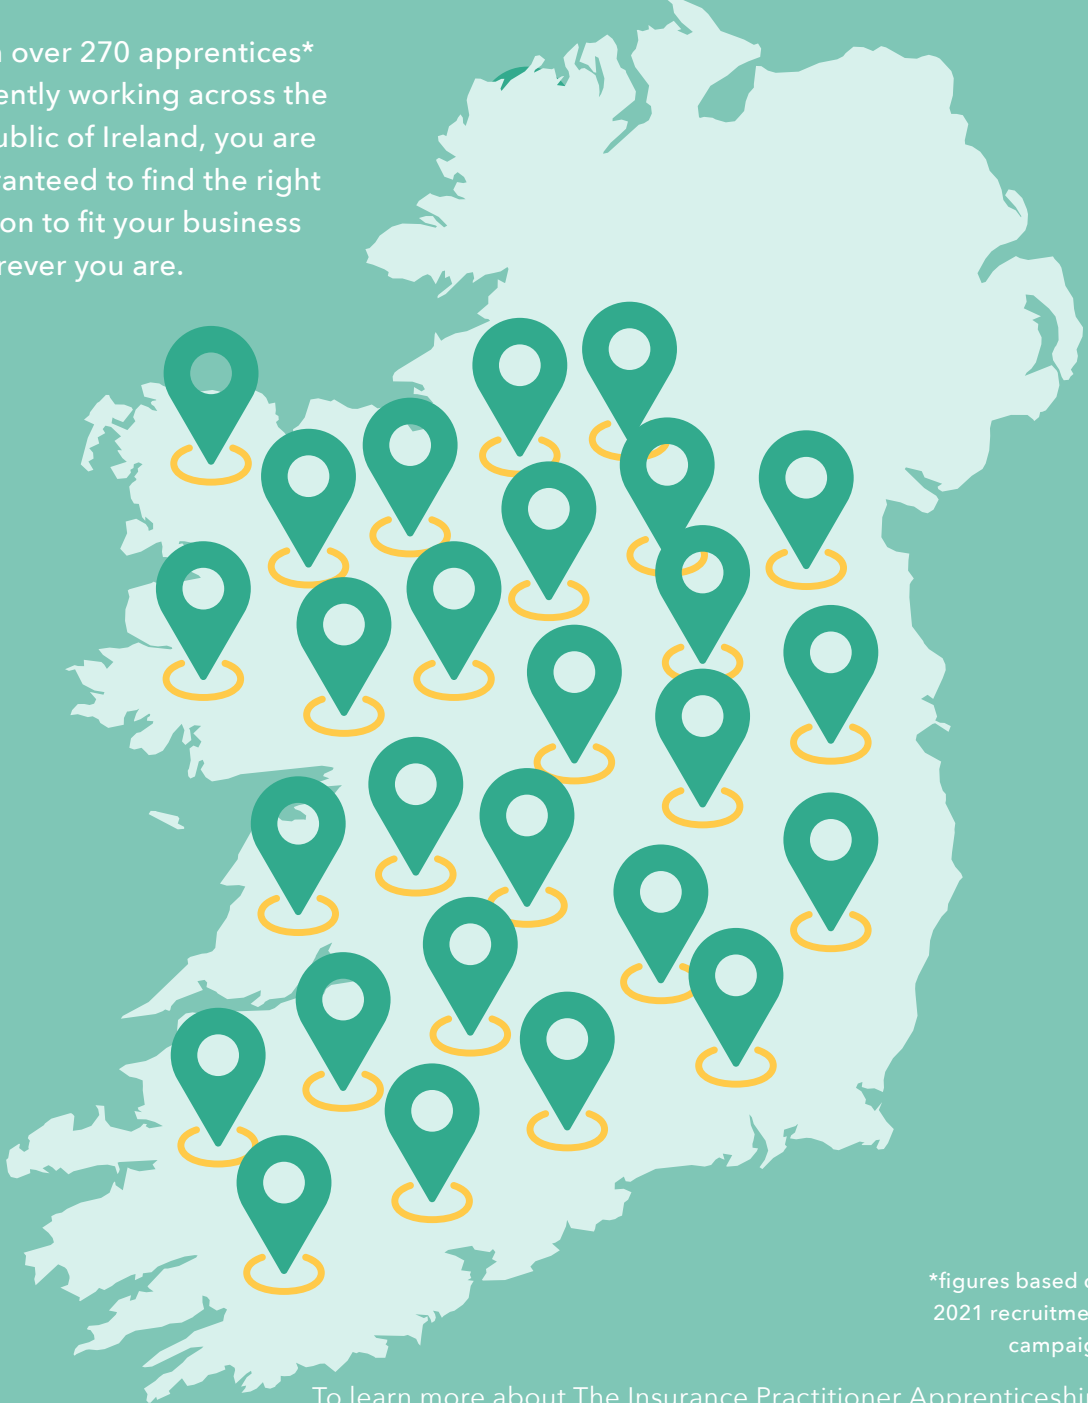 over 270 apprentices*
ently working across the
ublic of Ireland, you are
anteed to find the right
on to fit your business
rever you are.
*figures based
2021 recruitme
campaig
To learn more about The Insurance Practitioner Apprenticeshi